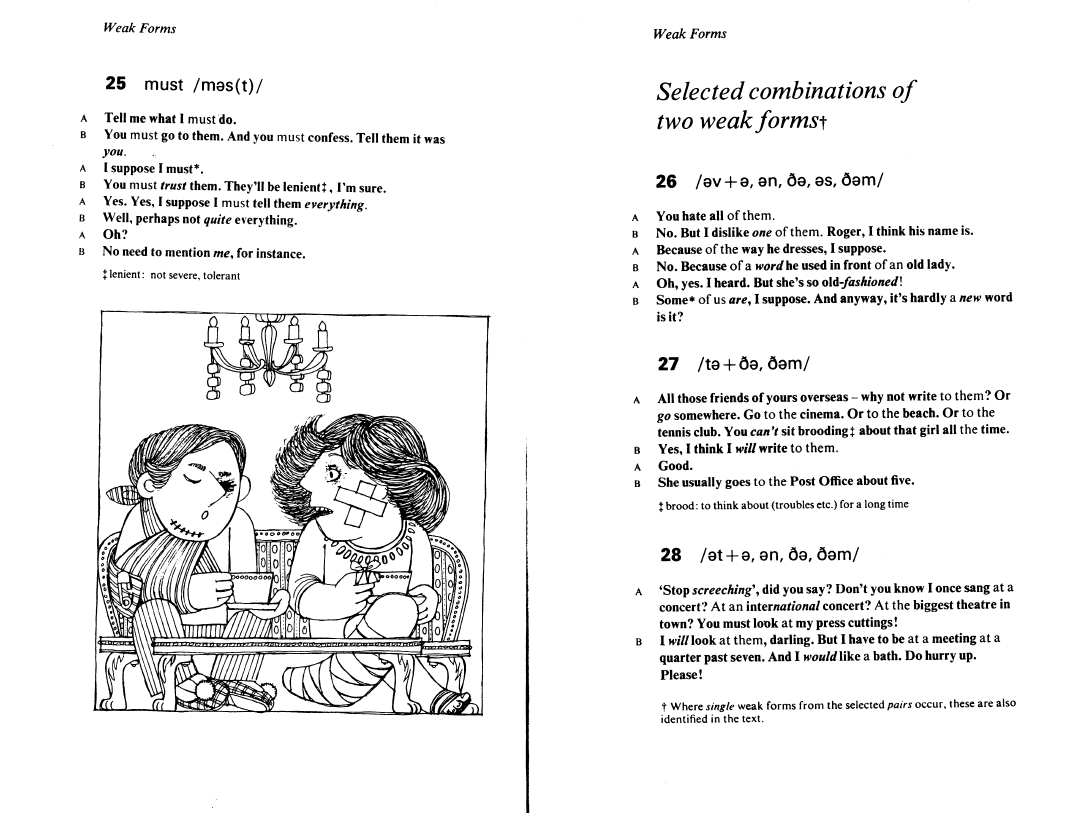 Weak Forms
25 must /məs(t)/
A Tell me what I must do.
B You must go to them. And you must confess. Tell them it was
you.
A I suppose I must*.
B You must trust them. They'll be lenient‡, I'm sure.
A Yes. Yes, I suppose I must tell them everything.
B Well, perhaps not quite everything.
A Oh?
B No need to mention me, for instance.
‡ lenient: not severe, tolerant
Weak Forms
Selected combinations of
two weak forms†
26 /əv+ə, ən, ðə, əs, ðəm/
A You hate all of them.
B No. But I dislike one of them. Roger, I think his name is.
A Because of the way he dresses, I suppose.
B No. Because of a word he used in front of an old lady.
A Oh, yes. I heard. But she's so old-fashioned!
B Some* of us are, I suppose. And anyway, it's hardly a new word
is it?
27 /tə+ðə, ðəm/
A All those friends of yours overseas – why not write to them? Or
go somewhere. Go to the cinema. Or to the beach. Or to the
tennis club. You can't sit brooding‡ about that girl all the time.
B Yes, I think I will write to them.
A Good.
B She usually goes to the Post Office about five.
‡ brood: to think about (troubles etc.) for a long time
28 /ət+ə, ən, ðə, ðəm/
A ‘Stop screeching’, did you say? Don't you know I once sang at a
concert? At an international concert? At the biggest theatre in
town? You must look at my press cuttings!
B I will look at them, darling. But I have to be at a meeting at a
quarter past seven. And I would like a bath. Do hurry up.
Please!
† Where single weak forms from the selected pairs occur, these are also
identified in the text.